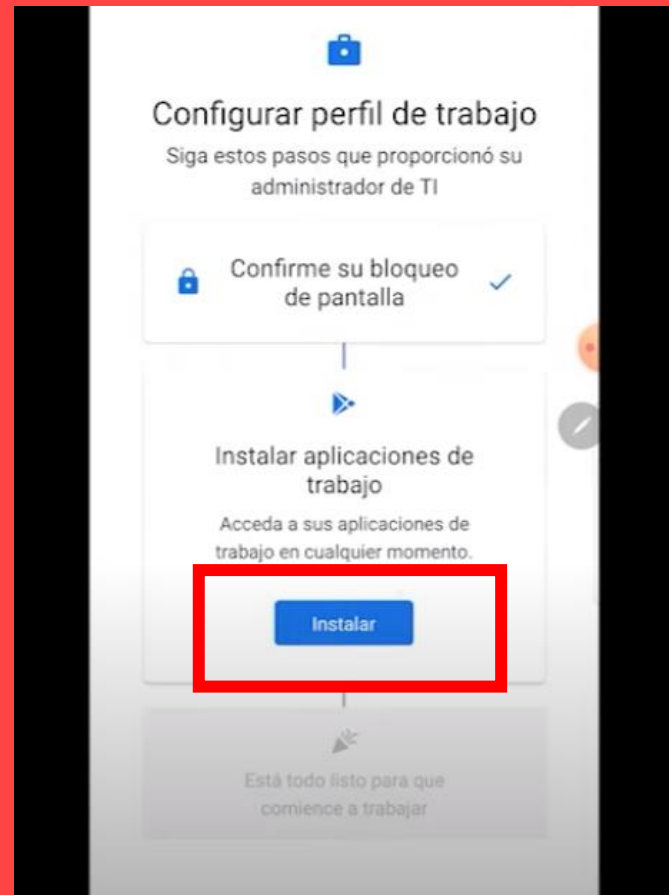 Configurar perfil de trabajo
Siga estos pasos que proporcionó su
administrador de TI
Confirme su bloqueo
de pantalla
Instalar aplicaciones de
trabajo
Acceda a sus aplicaciones de
trabajo en cualquier momento.
Instalar
Está todo listo para que
comience a trabajar